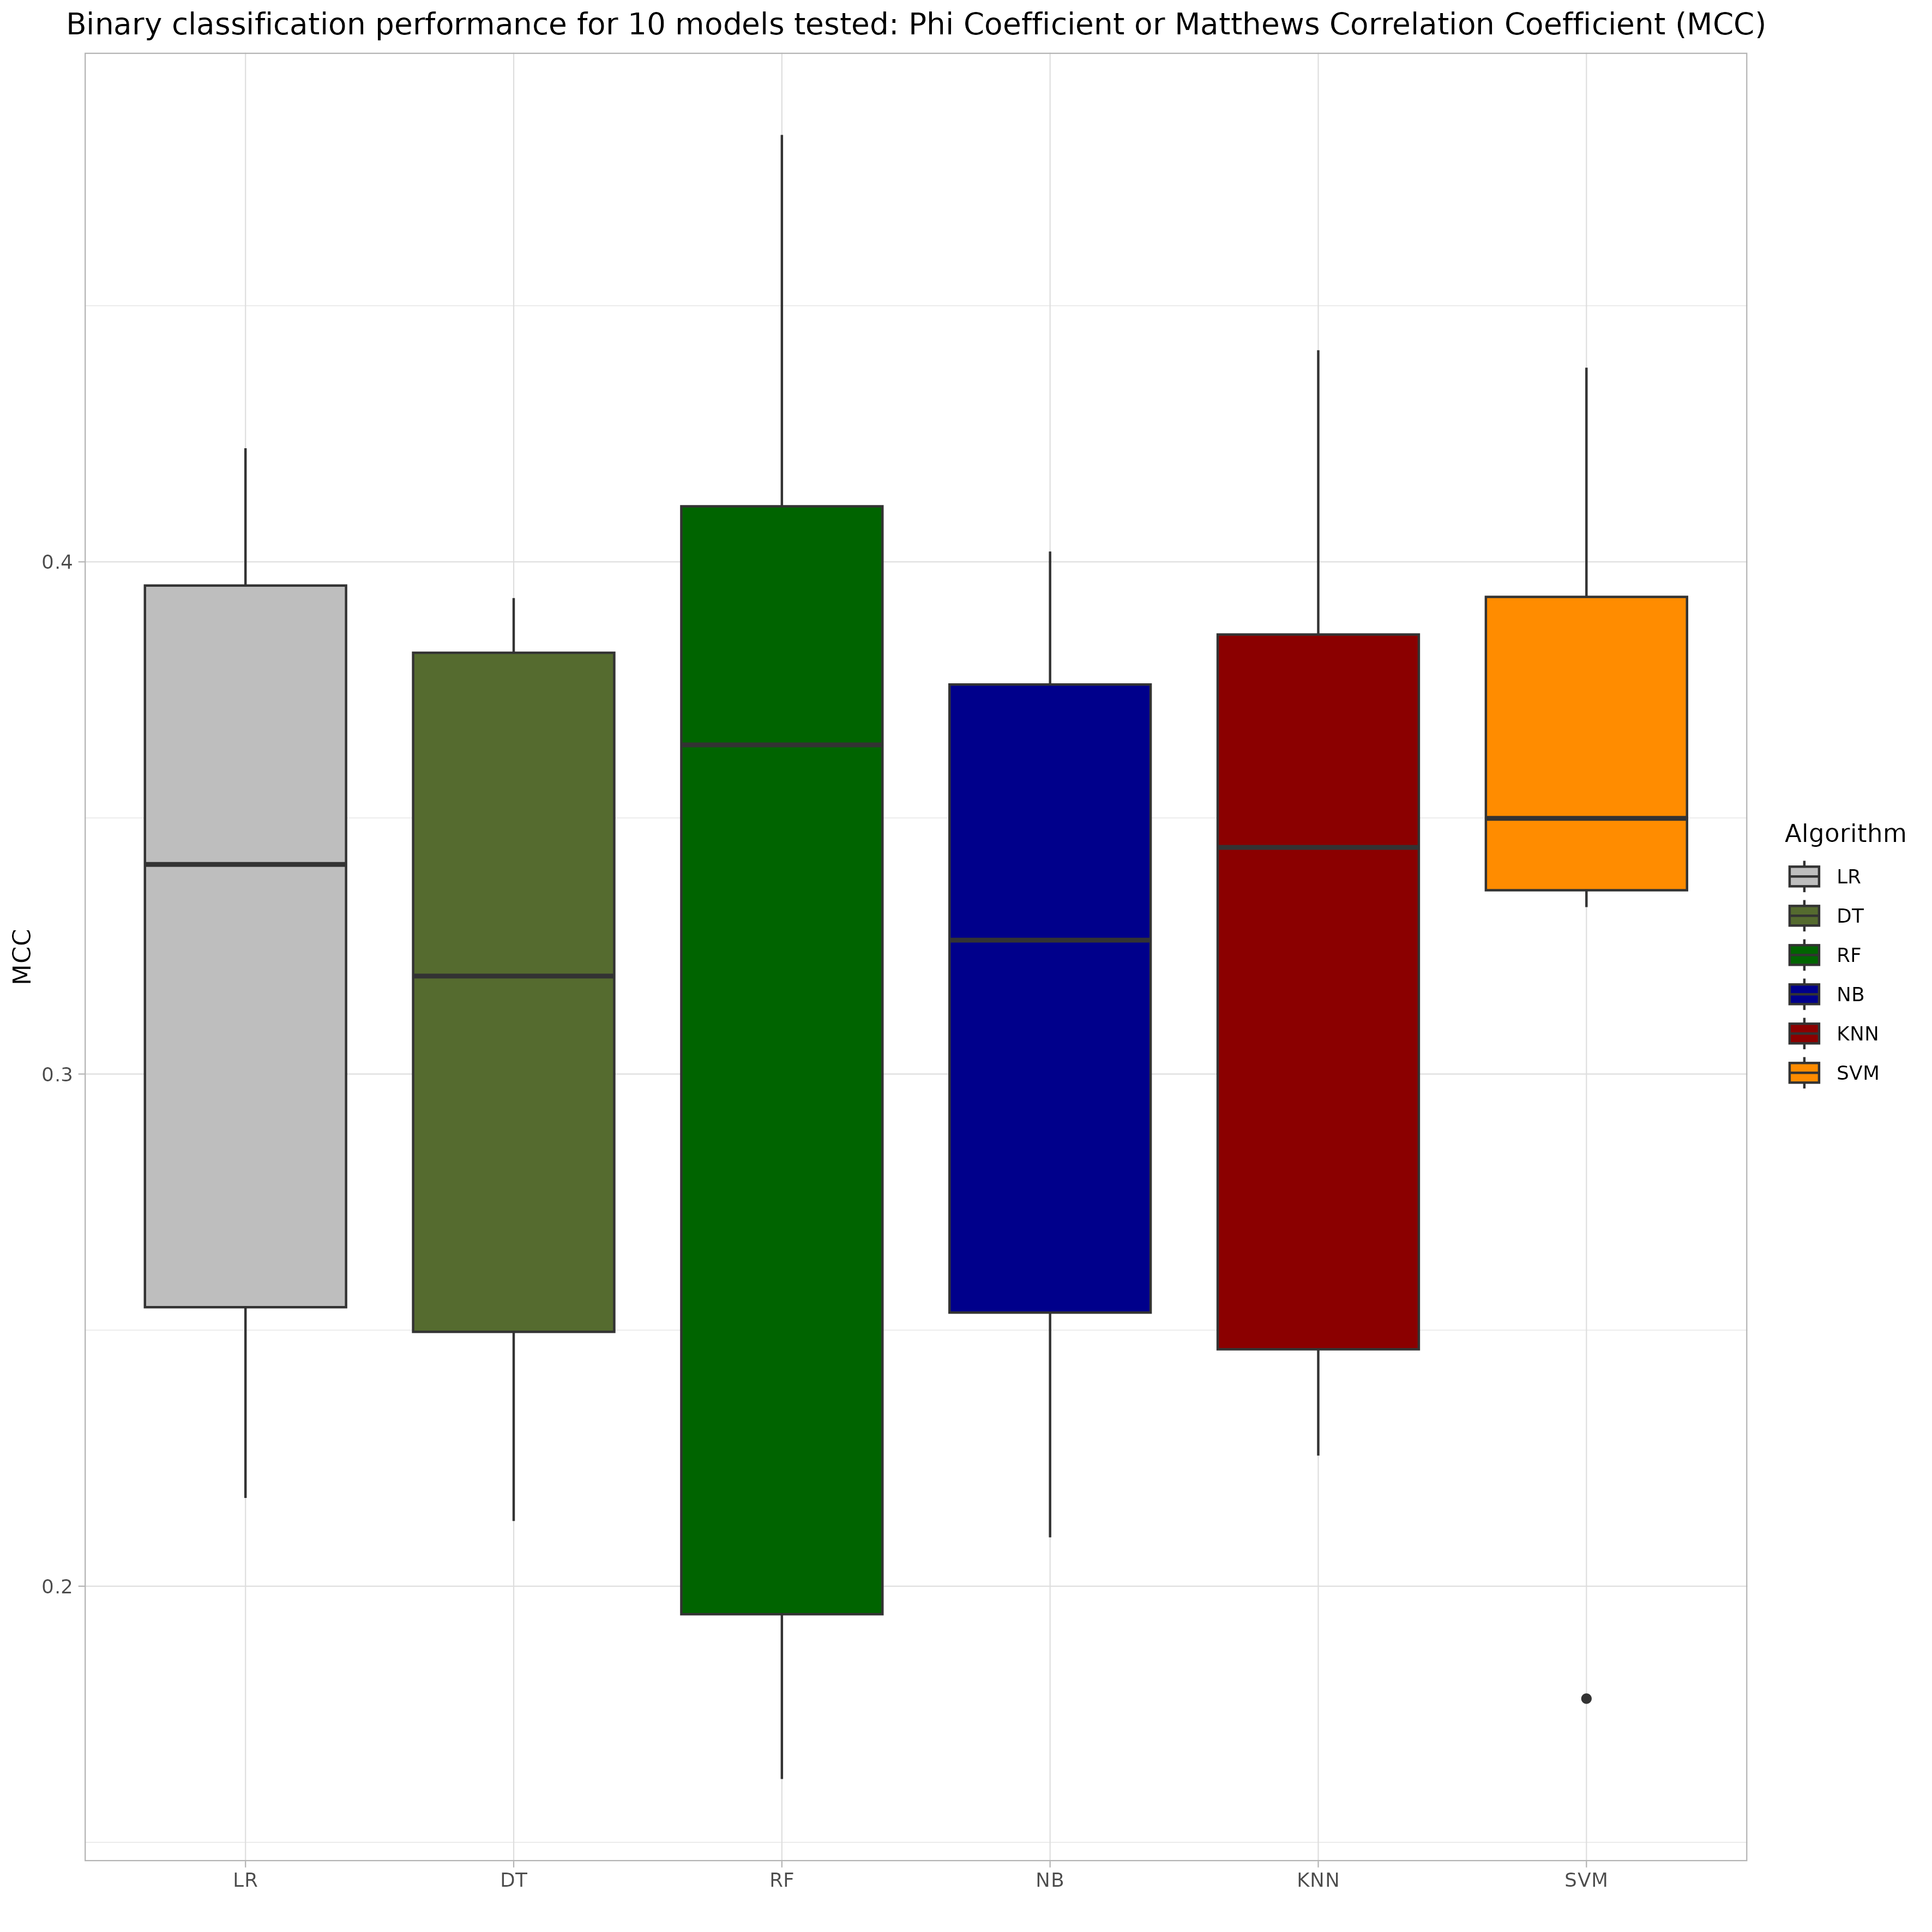 Binary classification performance for 10 models tested: Phi Coefficient or Matthews Correlation Coefficient (MCC)
MCC
0.4
0.3
0.2
LR DT RF NB KNN SVM
Algorithm
LR
DT
RF
NB
KNN
SVM